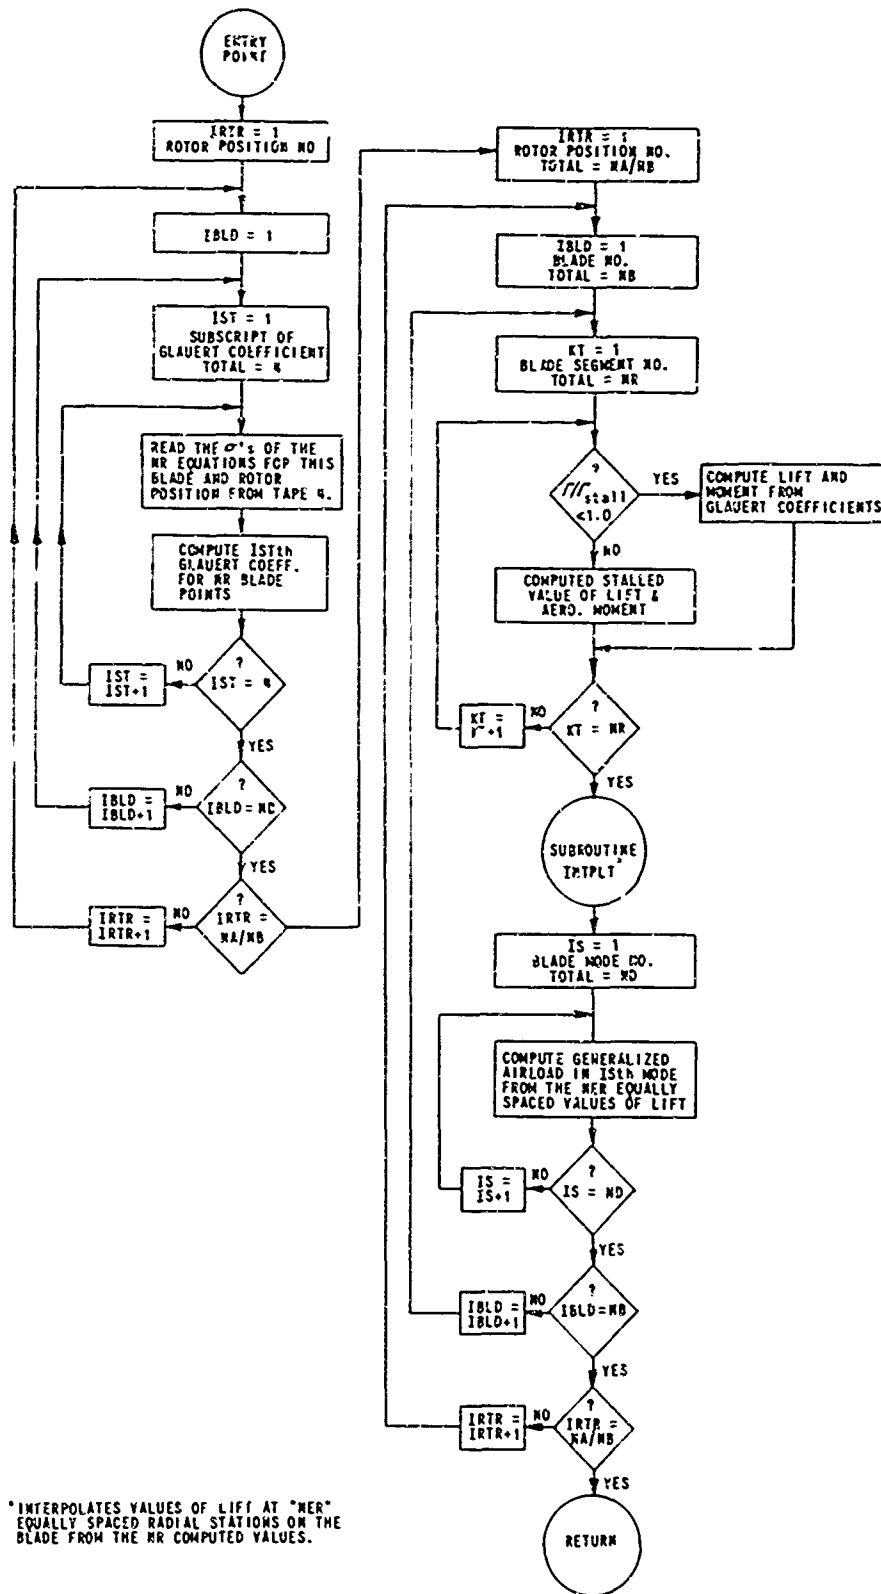 ENTRY
POINT
IRTR = 1
ROTOR POSITION NO
IBLD = 1
IST = 1
SUBSCRIPT OF
GLAUERT COEFFICIENT
TOTAL = 4
READ THE σ's OF THE
NR EQUATIONS FOR THIS
BLADE AND ROTOR
POSITION FROM TAPE 4.
COMPUTE ISTth
GLAUERT COEFF.
FOR NR BLADE
POINTS
?
IST = 4
NO
IST =
IST+1
YES
?
IBLD = NB
NO
IBLD =
IBLD+1
YES
?
IRTR =
NA/NB
NO
IRTR =
IRTR+1
IRTR = 1
ROTOR POSITION NO.
TOTAL = NA/NB
IBLD = 1
BLADE NO.
TOTAL = NB
KT = 1
BLADE SEGMENT NO.
TOTAL = NR
?
Γ/Γstall
<1.0
YES
COMPUTE LIFT AND
MOMENT FROM
GLAUERT COEFFICIENTS
NO
COMPUTED STALLED
VALUE OF LIFT &
AERO. MOMENT
?
KT = NR
NO
KT =
+1
YES
SUBROUTINE
INTPLT*
IS = 1
BLADE MODE NO.
TOTAL = ND
COMPUTE GENERALIZED
AIRLOAD IN ISth MODE
FROM THE NER EQUALLY
SPACED VALUES OF LIFT
?
IS = ND
NO
IS =
IS+1
YES
?
IBLD = NB
NO
IBLD =
IBLD+1
YES
?
IRTR =
NA/NB
NO
IRTR =
IRTR+1
YES
RETURN
*INTERPOLATES VALUES OF LIFT AT "NER"
EQUALLY SPACED RADIAL STATIONS ON THE
BLADE FROM THE NR COMPUTED VALUES.